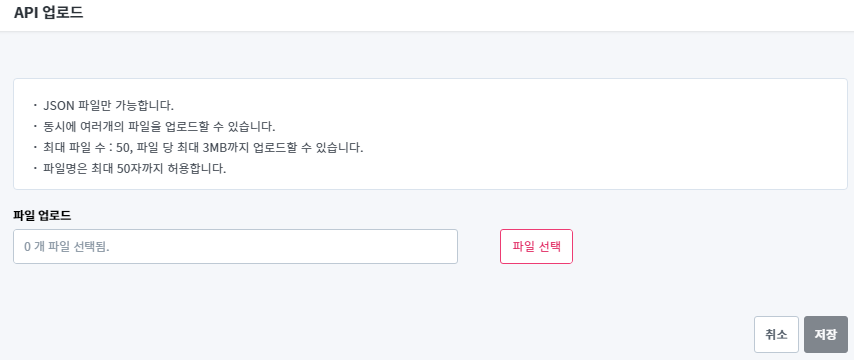 API 업로드
· JSON 파일만 가능합니다.
· 동시에 여러개의 파일을 업로드할 수 있습니다.
· 최대 파일 수 : 50, 파일 당 최대 3MB까지 업로드할 수 있습니다.
· 파일명은 최대 50자까지 허용합니다.
파일 업로드
0 개 파일 선택됨.
파일 선택
취소
저장